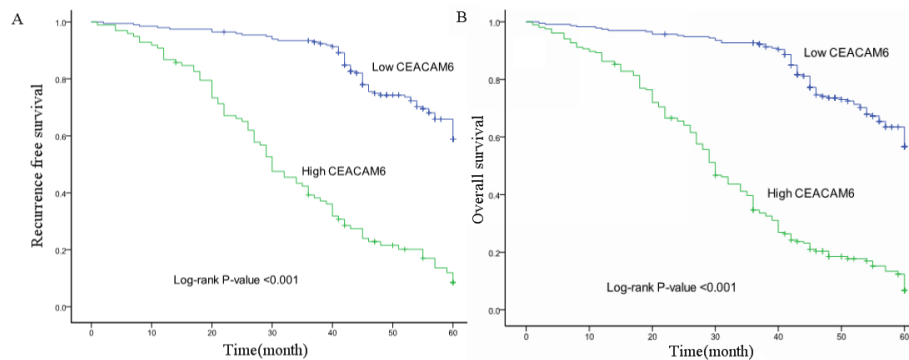 A
Recurrence free survival
1.0
0.8
0.6
0.4
0.2
0.0
Low CEACAM6
High CEACAM6
Log-rank P-value <0.001
0 10 20 30 40 50 60
Time(month)
B
Overall survival
1.0
0.8
0.6
0.4
0.2
0.0
Low CEACAM6
High CEACAM6
Log-rank P-value <0.001
0 10 20 30 40 50 60
Time(month)